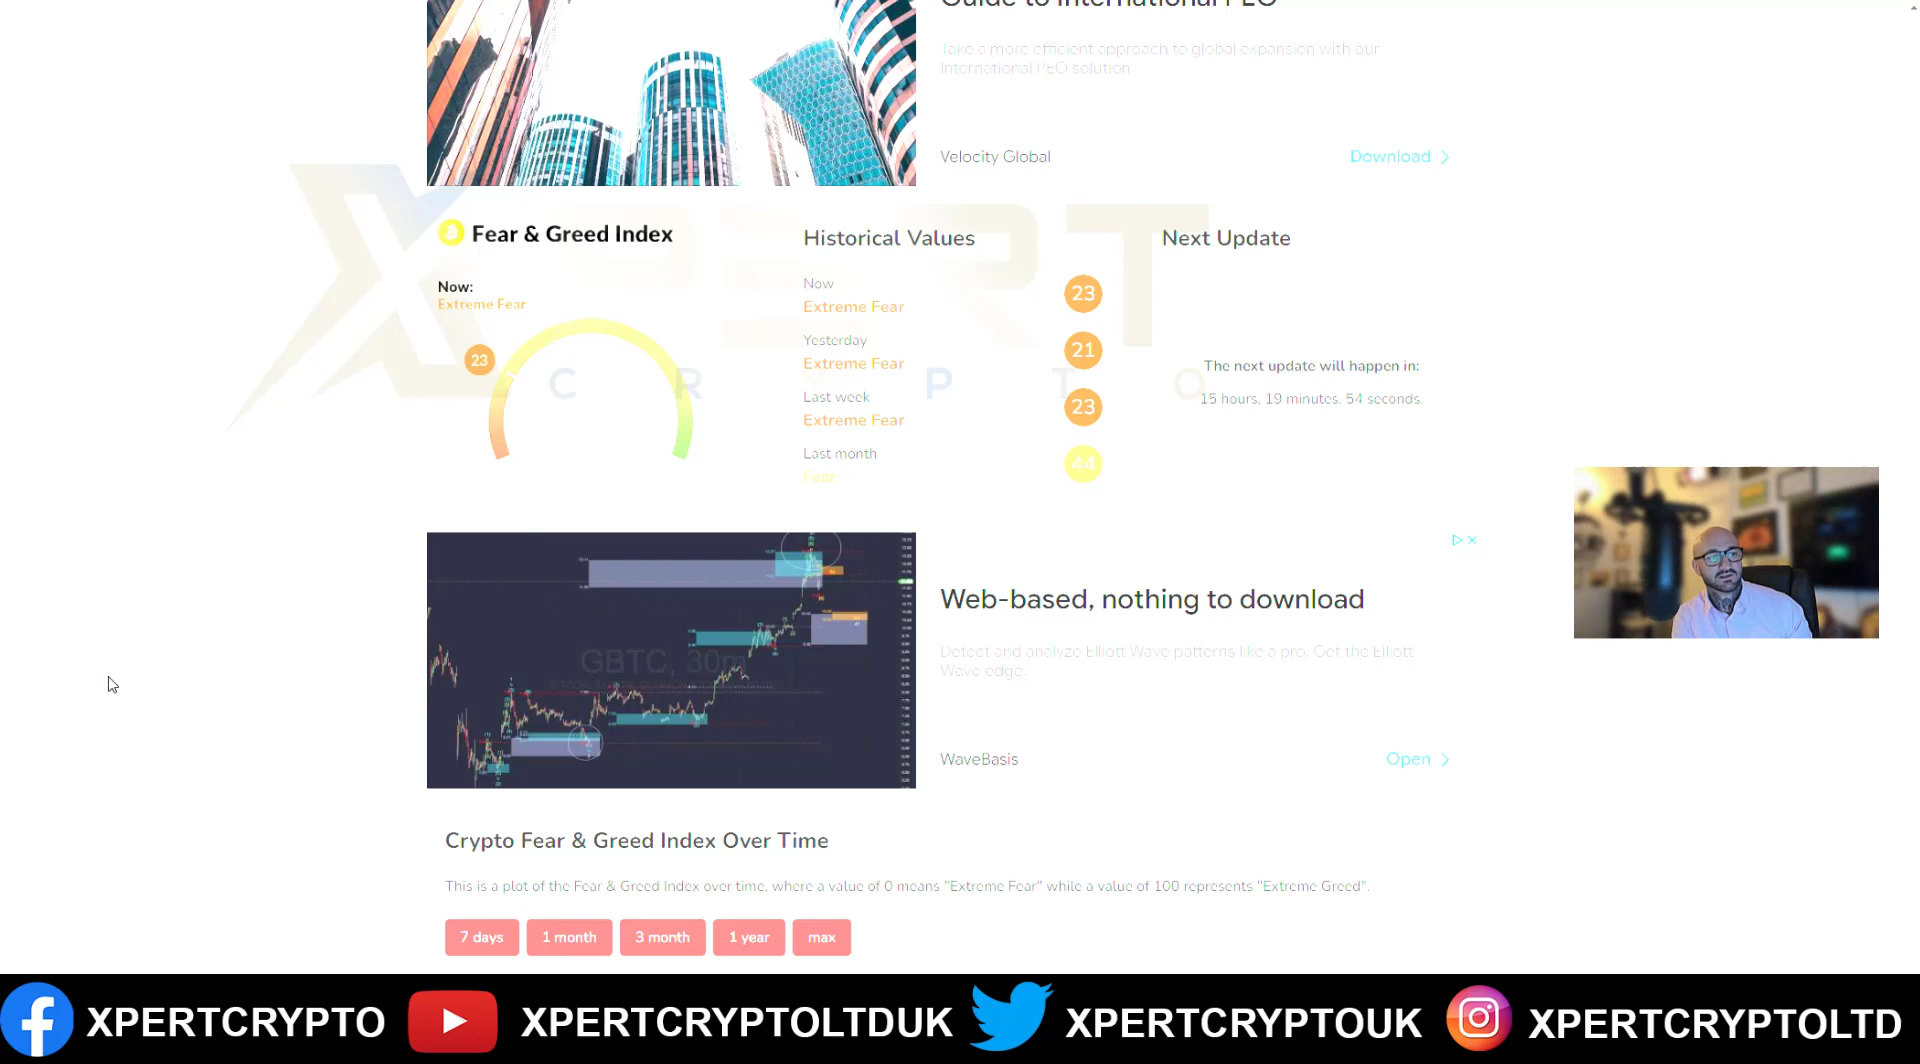 Guide to International PEO
Take a more efficient approach to global expansion with our
International PEO solution
Velocity Global
Download
XPERT
CRYPTO
Fear & Greed Index
Now:
Extreme Fear
23
Historical Values
Now
Extreme Fear
23
Yesterday
Extreme Fear
21
Last week
Extreme Fear
23
Last month
Fear
44
Next Update
The next update will happen in:
15 hours, 19 minutes, 54 seconds.
GBTC, 30m
Web-based, nothing to download
Detect and analyze Elliott Wave patterns like a pro. Get the Elliott
Wave edge.
WaveBasis
Open
Crypto Fear & Greed Index Over Time
This is a plot of the Fear & Greed Index over time, where a value of 0 means "Extreme Fear" while a value of 100 represents "Extreme Greed".
7 days 1 month 3 month 1 year max
XPERTCRYPTO XPERTCRYPTOLTDUK XPERTCRYPTOUK XPERTCRYPTOLTD